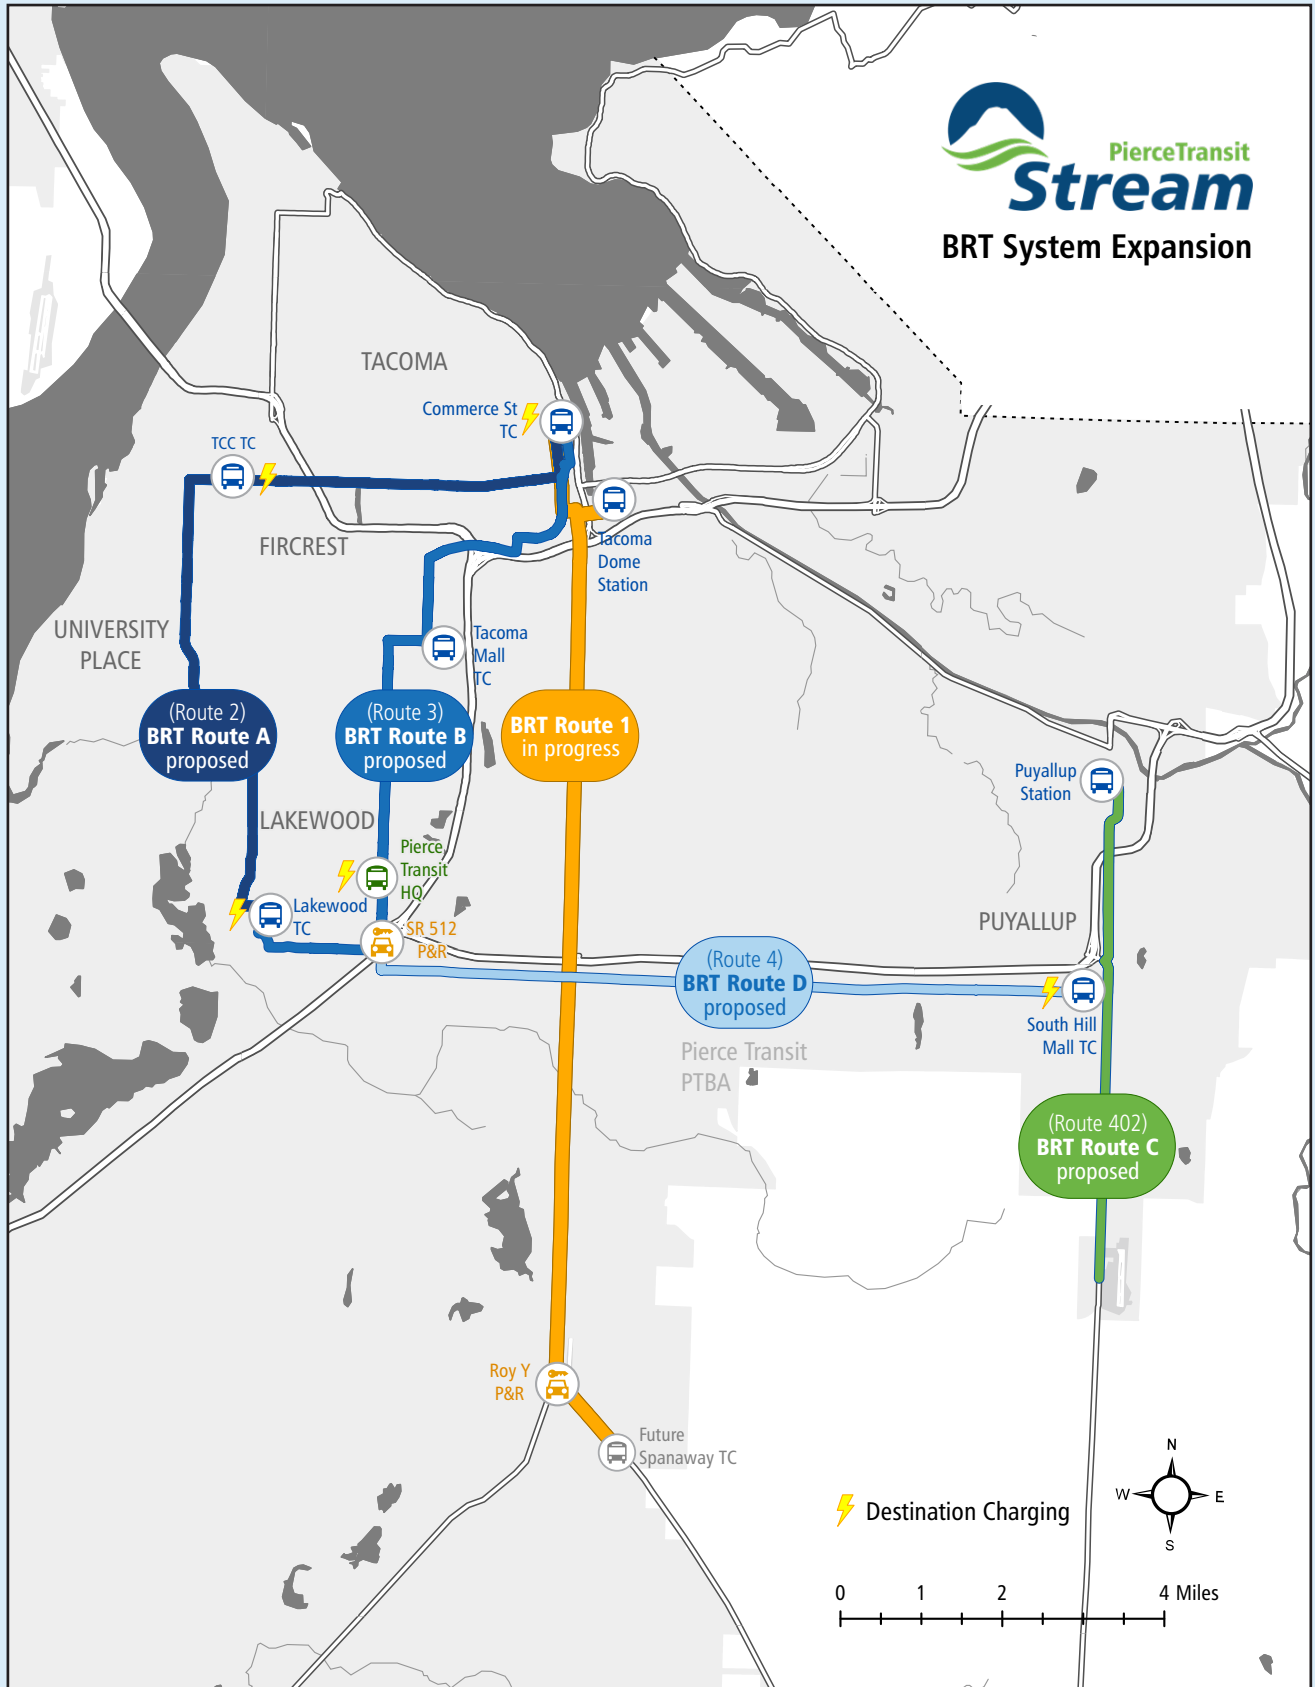 PierceTransit
Stream
BRT System Expansion
TACOMA
Commerce St
TC
TCC TC
FIRCREST
Tacoma
Dome
Station
UNIVERSITY
PLACE
Tacoma
Mall
TC
(Route 2)
BRT Route A
proposed
(Route 3)
BRT Route B
proposed
BRT Route 1
in progress
Puyallup
Station
LAKEWOOD
Pierce
Transit
HQ
Lakewood
TC
SR 512
P&R
PUYALLUP
(Route 4)
BRT Route D
proposed
South Hill
Mall TC
Pierce Transit
PTBA
(Route 402)
BRT Route C
proposed
Roy Y
P&R
Future
Spanaway TC
Destination Charging
N
W
E
S
0 1 2 4 Miles